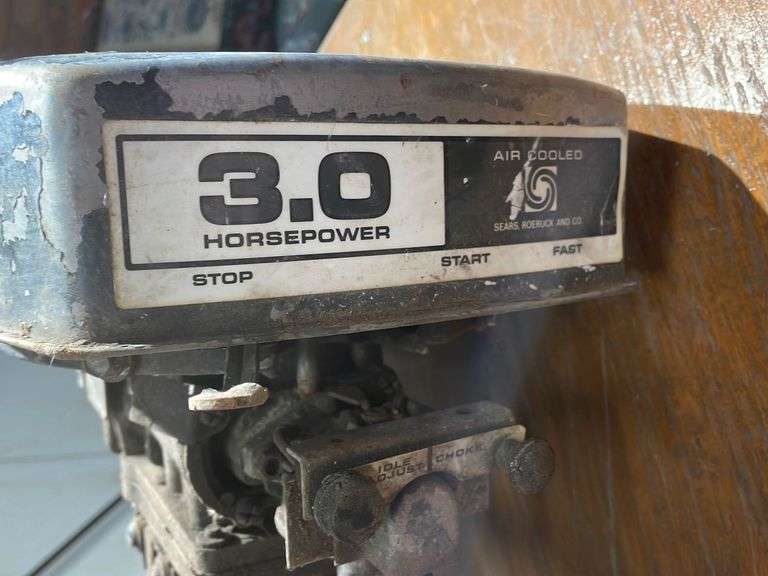 3.0
HORSEPOWER
AIR COOLED
SEARS, ROEBUCK AND CO
STOP
START
FAST
IDLE
ADJUST
CHOKE